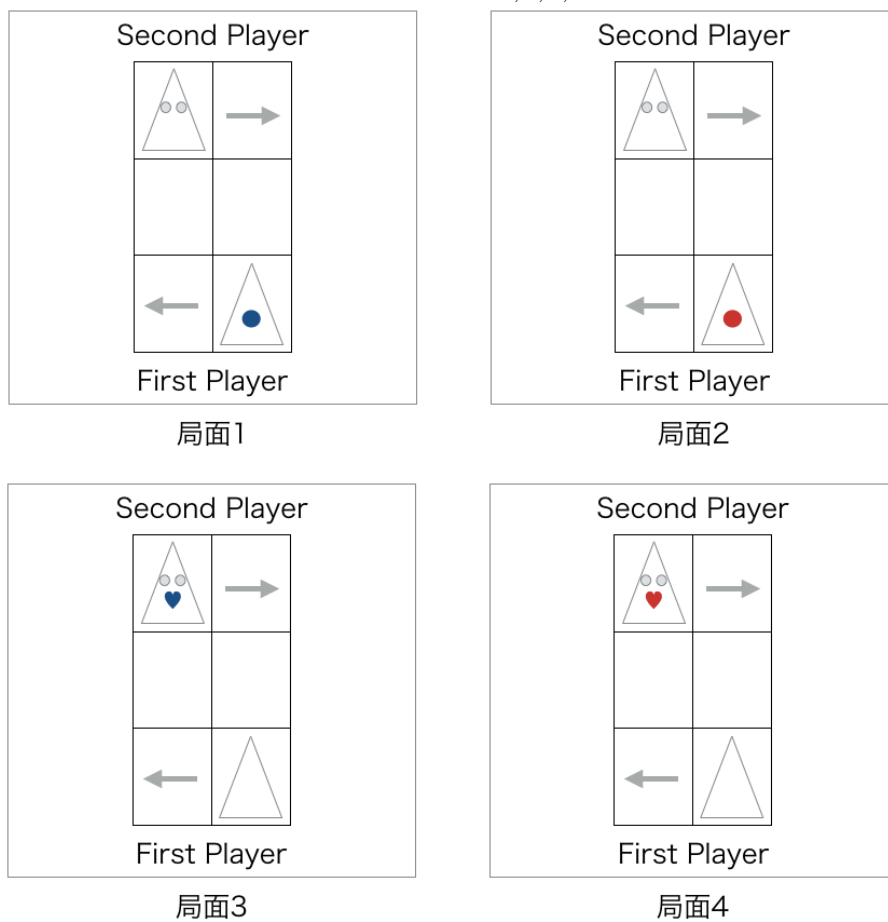 Second Player
First Player
局面1
Second Player
First Player
局面2
Second Player
First Player
局面3
Second Player
First Player
局面4